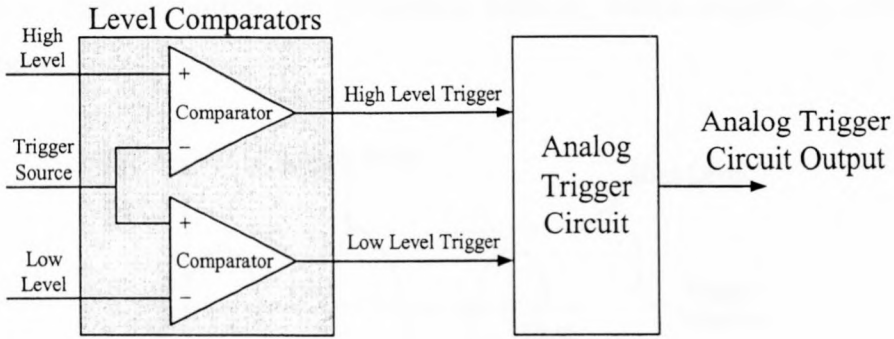 Level Comparators
High
Level
+
Comparator
−
High Level Trigger
Trigger
Source
Analog
Trigger
Circuit
Analog Trigger
Circuit Output
+
Comparator
−
Low Level Trigger
Low
Level